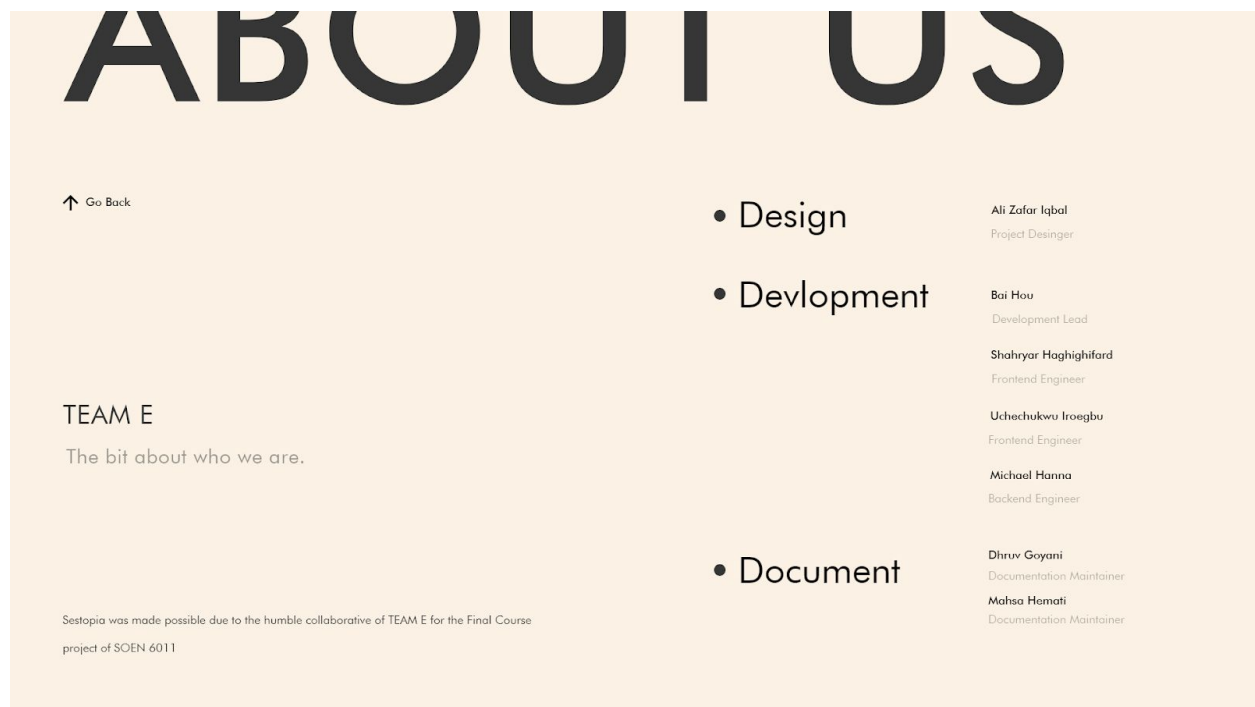 ABOUT US
Go Back
TEAM E
The bit about who we are.
Sestopia was made possible due to the humble collaborative of TEAM E for the Final Course
project of SOEN 6011
• Design
Ali Zafar Iqbal
Project Desinger
• Devlopment
Bai Hou
Development Lead
Shahryar Haghighifard
Frontend Engineer
Uchechukwu Iroegbu
Frontend Engineer
Michael Hanna
Backend Engineer
• Document
Dhruv Goyani
Documentation Maintainer
Mahsa Hemati
Documentation Maintainer